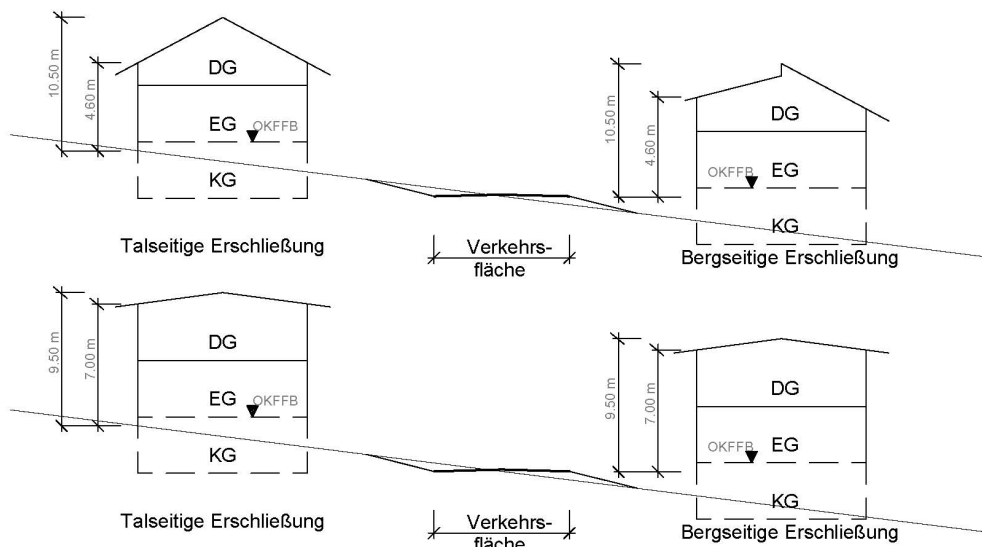 10.50 m
4.60 m
DG
EG
OKFFB
KG
Talseitige Erschließung
Verkehrs-
fläche
10.50 m
4.60 m
DG
OKFFB
EG
KG
Bergseitige Erschließung
9.50 m
7.00 m
DG
EG
OKFFB
KG
Talseitige Erschließung
Verkehrs-
fläche
9.50 m
7.00 m
DG
OKFFB
EG
KG
Bergseitige Erschließung